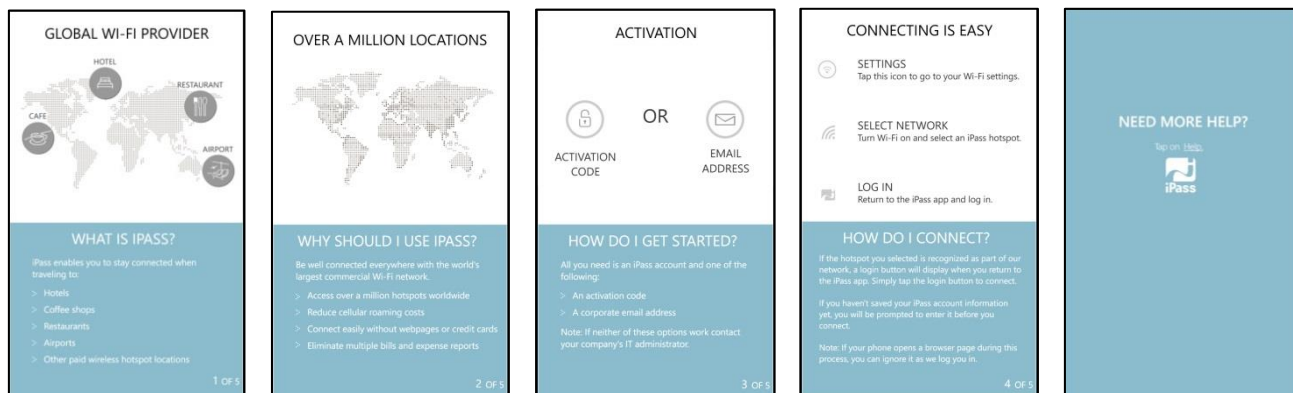 GLOBAL WI-FI PROVIDER
HOTEL
RESTAURANT
CAFE
AIRPORT
WHAT IS IPASS?
iPass enables you to stay connected when
traveling to:
> Hotels
> Coffee shops
> Restaurants
> Airports
> Other paid wireless hotspot locations
1 OF 5
OVER A MILLION LOCATIONS
WHY SHOULD I USE IPASS?
Be well connected everywhere with the world's
largest commercial Wi-Fi network.
> Access over a million hotspots worldwide
> Reduce cellular roaming costs
> Connect easily without webpages or credit cards
> Eliminate multiple bills and expense reports
2 OF 5
ACTIVATION
OR
ACTIVATION
CODE
EMAIL
ADDRESS
HOW DO I GET STARTED?
All you need is an iPass account and one of the
following:
> An activation code
> A corporate email address
Note: If neither of these options work contact
your company's IT administrator.
3 OF 5
CONNECTING IS EASY
SETTINGS
Tap this icon to go to your Wi-Fi settings.
SELECT NETWORK
Turn Wi-Fi on and select an iPass hotspot.
LOG IN
Return to the iPass app and log in.
HOW DO I CONNECT?
If the hotspot you selected is recognized as part of our
network, a login button will display when you return to
the iPass app. Simply tap the login button to connect.
If you haven't saved your iPass account information
yet, you will be prompted to enter it before you
connect.
Note: If your phone opens a browser page during this
process, you can ignore it as we log you in.
4 OF 5
NEED MORE HELP?
Tap on Help.
iPass